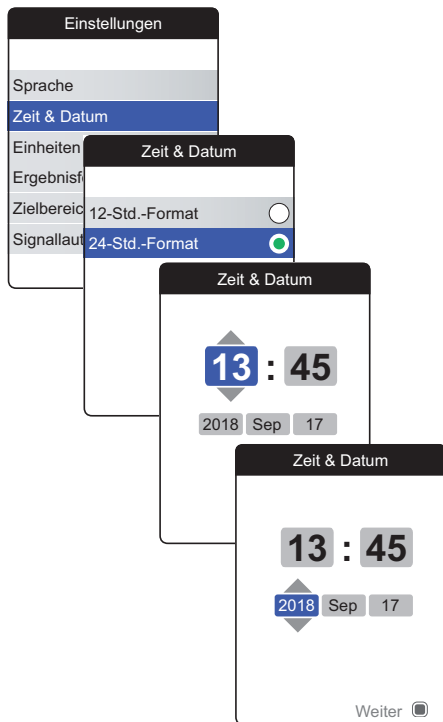 Einstellungen
Sprache
Zeit & Datum
Einheiten
Ergebnisf
Zielbereic
Signallaut
Zeit & Datum
12-Std.-Format
24-Std.-Format
Zeit & Datum
13 : 45
2018 Sep 17
Zeit & Datum
13 : 45
2018 Sep 17
Weiter